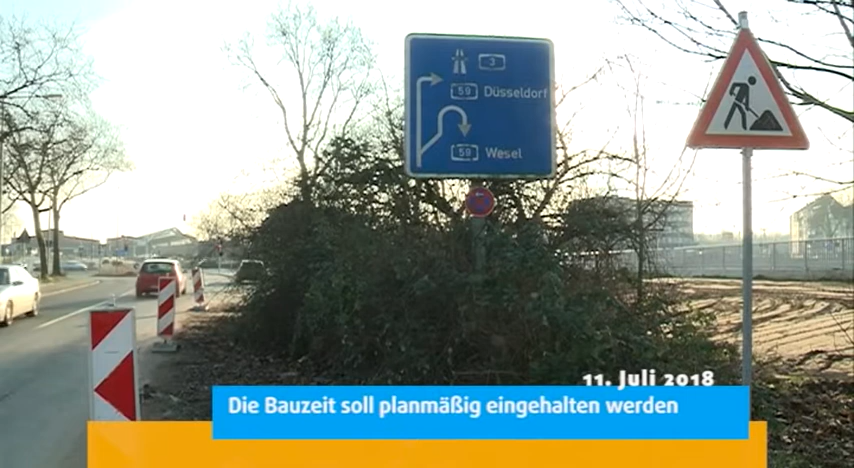 3
59 Düsseldorf
59 Wesel
11. Juli 2018
Die Bauzeit soll planmäßig eingehalten werden